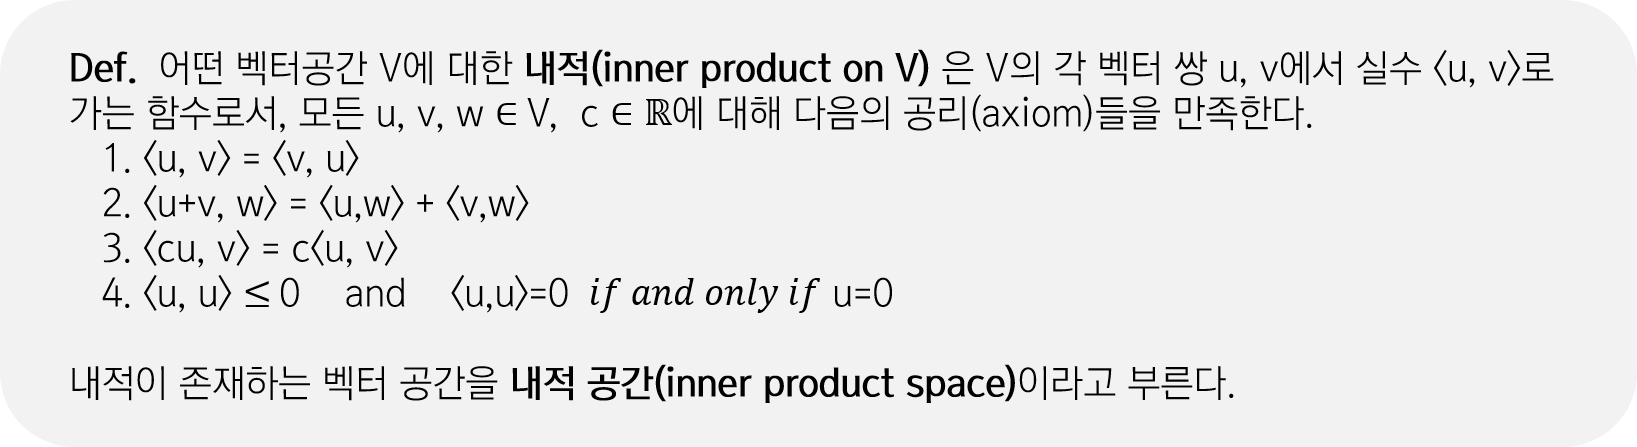 Def. 어떤 벡터공간 V에 대한 내적(inner product on V) 은 V의 각 벡터 쌍 u, v에서 실수 〈u, v〉로
가는 함수로서, 모든 u, v, w ∈ V, c ∈ ℝ에 대해 다음의 공리(axiom)들을 만족한다.
1. 〈u, v〉 = 〈v, u〉
2. 〈u+v, w〉 = 〈u,w〉 + 〈v,w〉
3. 〈cu, v〉 = c〈u, v〉
4. 〈u, u〉 ≤ 0 and 〈u,u〉=0 if and only if u=0
내적이 존재하는 벡터 공간을 내적 공간(inner product space)이라고 부른다.